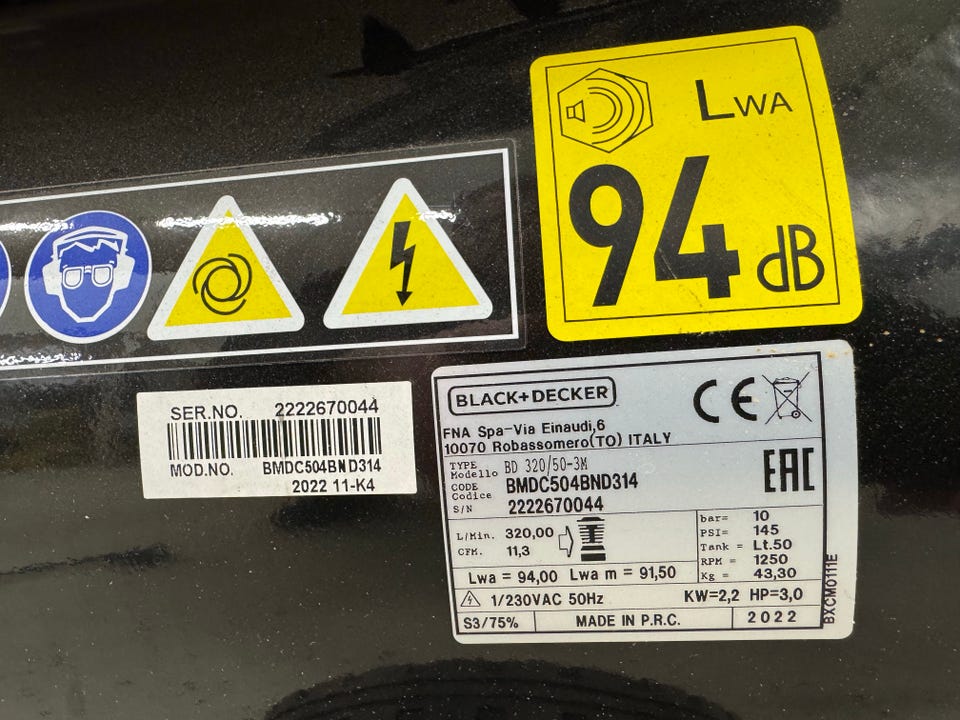 LWA
94 dB
SER.NO. 2222670044
MOD.NO. BMDC504BND314
2022 11-K4
BLACK+DECKER
CE
FNA Spa-Via Einaudi,6
10070 Robassomero(TO) ITALY
TYPE
Modello BD 320/50-3M
CODE
Codice BMDC504BND314
S/N 2222670044
EAC
L/Min. 320,00
CFM. 11,3
bar= 10
PSI= 145
Tank = Lt.50
RPM = 1250
Kg = 43,30
Lwa = 94,00 Lwa m = 91,50
1/230VAC 50Hz KW=2,2 HP=3,0
S3/75% MADE IN P.R.C. 2022
BXCM0111E